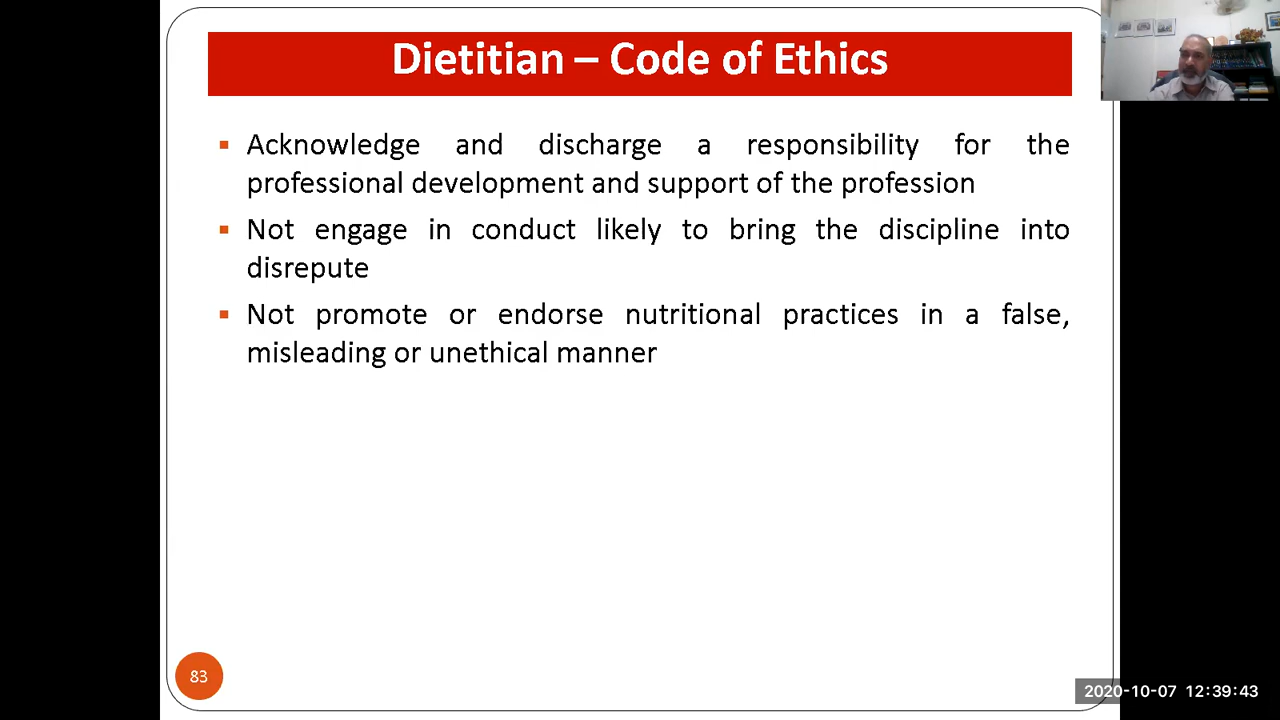 Dietitian – Code of Ethics
▪ Acknowledge and discharge a responsibility for the
professional development and support of the profession
▪ Not engage in conduct likely to bring the discipline into
disrepute
▪ Not promote or endorse nutritional practices in a false,
misleading or unethical manner
83
2020-10-07 12:39:43